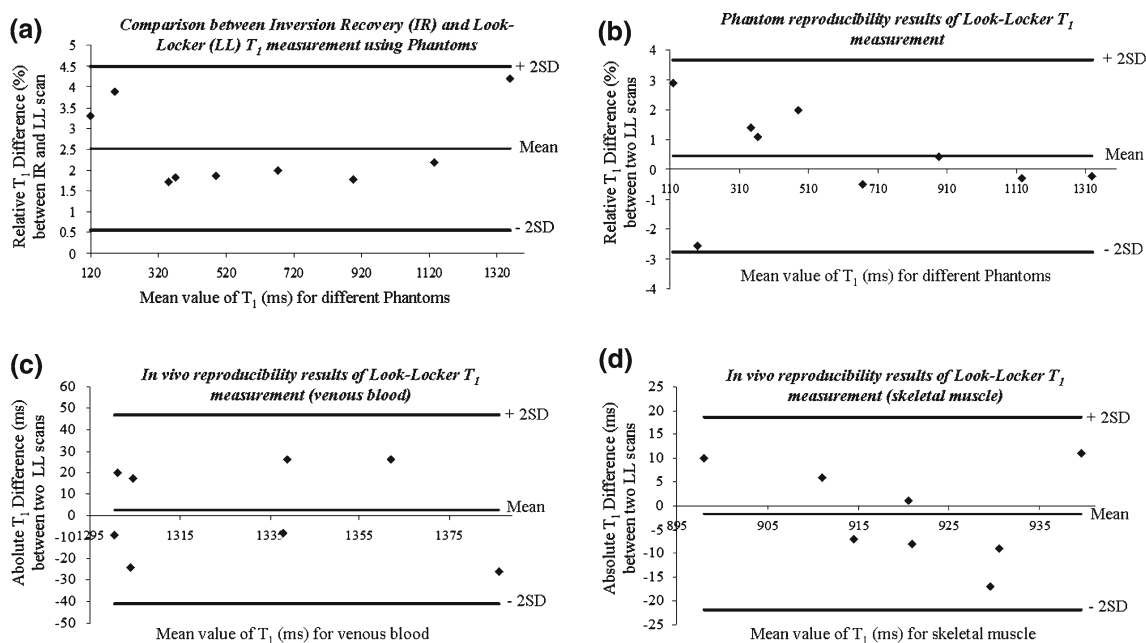 (a)
Comparison between Inversion Recovery (IR) and Look-
Locker (LL) T1 measurement using Phantoms
Relative T1 Difference (%)
between IR and LL scan
4.5
4
3.5
3
2.5
2
1.5
1
0.5
0
+ 2SD
Mean
- 2SD
120 320 520 720 920 1120 1320
Mean value of T1 (ms) for different Phantoms
(b)
Phantom reproducibility results of Look-Locker T1
measurement
Relative T1 Difference (%)
between two LL scans
4
3
2
1
0
-1
-2
-3
-4
+ 2SD
Mean
- 2SD
110 310 510 710 910 1110 1310
Mean value of T1 (ms) for different Phantoms
(c)
In vivo reproducibility results of Look-Locker T1
measurement (venous blood)
Abolute T1 Difference (ms)
between two LL scans
60
50
40
30
20
10
0
-10
-20
-30
-40
-50
+ 2SD
Mean
- 2SD
1295 1315 1335 1355 1375
Mean value of T1 (ms) for venous blood
(d)
In vivo reproducibility results of Look-Locker T1
measurement (skeletal muscle)
Absolute T1 Difference (ms)
between two LL scans
25
20
15
10
5
0
-5
-10
-15
-20
-25
+ 2SD
Mean
- 2SD
895 905 915 925 935
Mean value of T1 (ms) for skeletal muscle